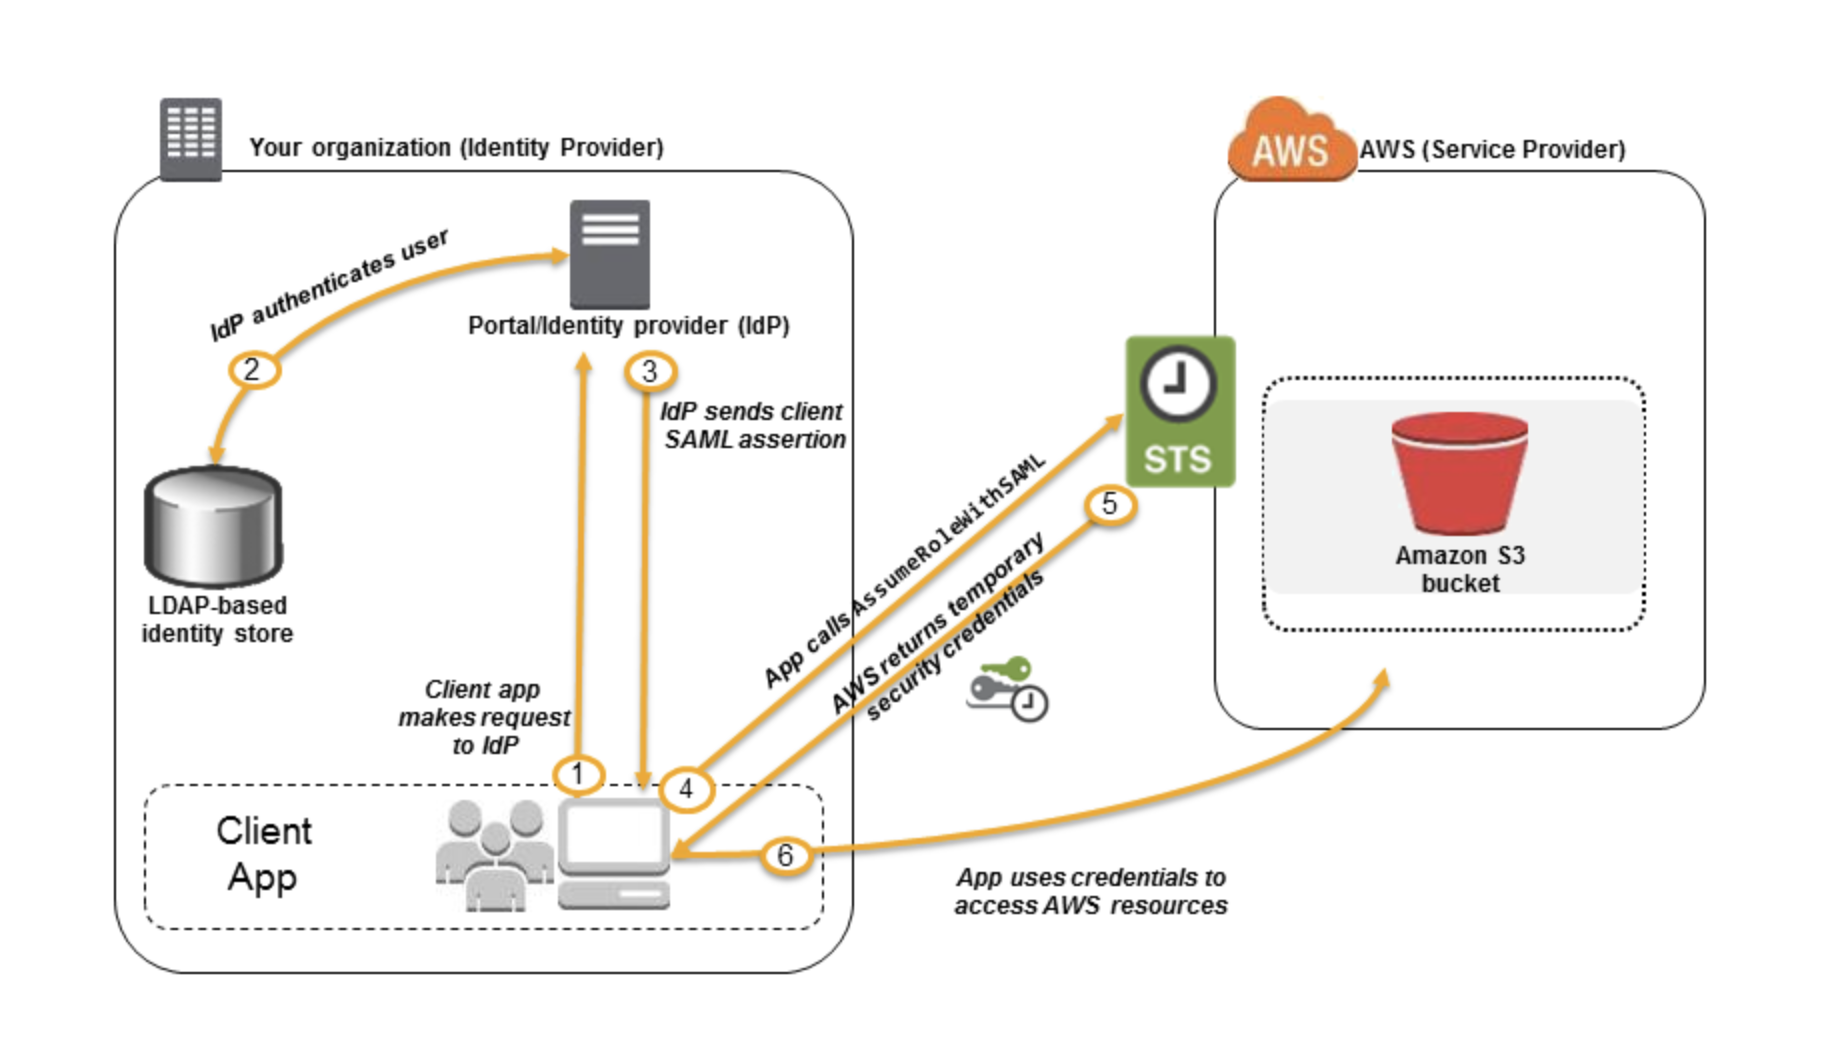 Your organization (Identity Provider)
AWS
AWS (Service Provider)
IdP authenticates user
Portal/Identity provider (IdP)
2
3
IdP sends client
SAML assertion
STS
LDAP-based
identity store
App calls AssumeRoleWithSAML
5
AWS returns temporary
security credentials
Amazon S3
bucket
Client app
makes request
to IdP
1
4
Client
App
6
App uses credentials to
access AWS resources